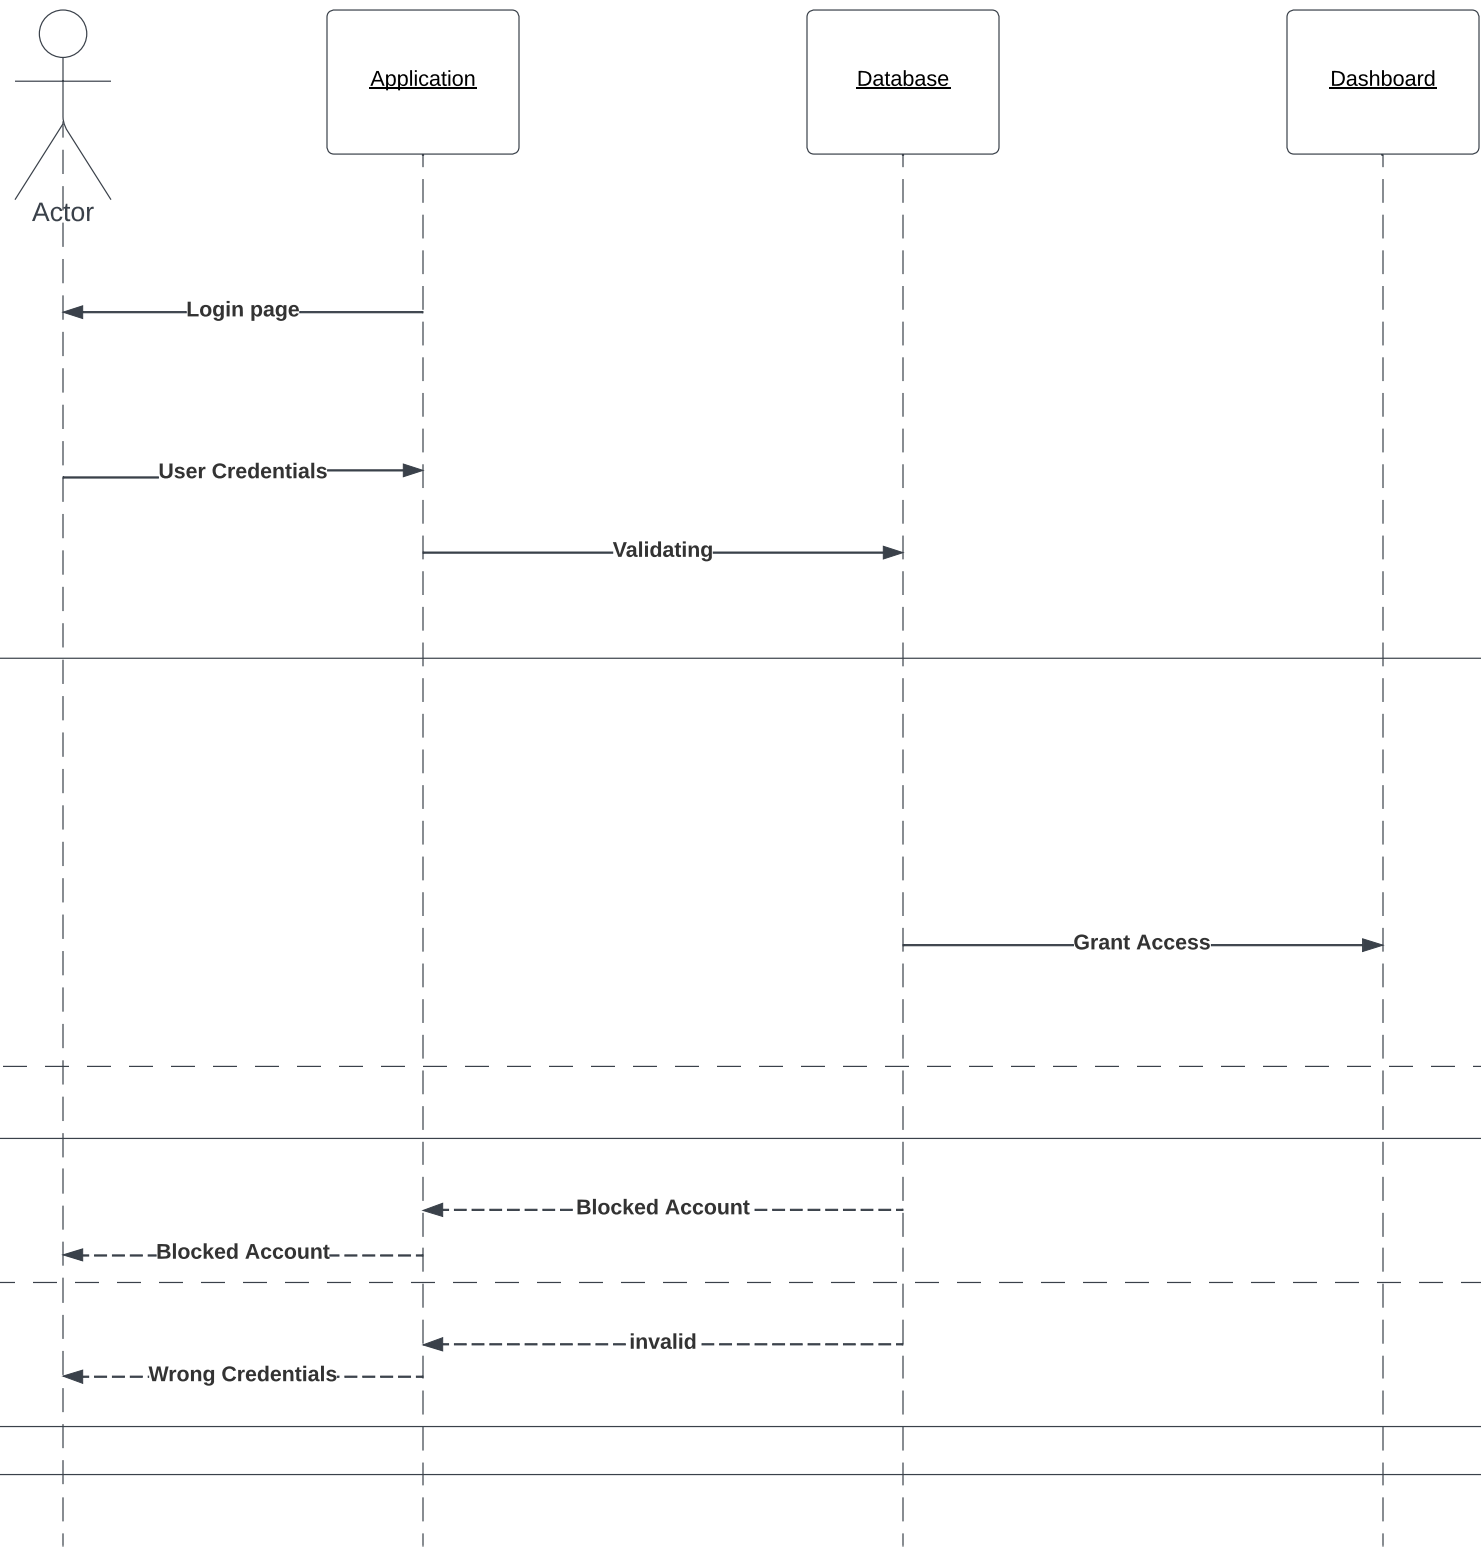 Application
Database
Dashboard
Actor
Login page
User Credentials
Validating
Grant Access
Blocked Account
Blocked Account
invalid
Wrong Credentials